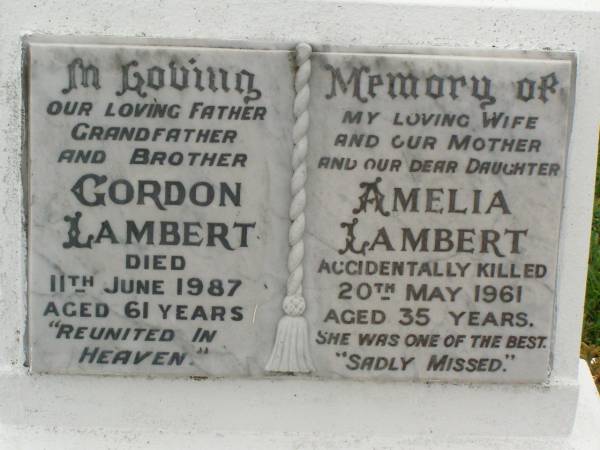 In Loving
OUR LOVING FATHER
GRANDFATHER
AND BROTHER
GORDON
LAMBERT
DIED
11TH JUNE 1987
AGED 61 YEARS
"REUNITED IN
HEAVEN."
Memory of
MY LOVING WIFE
AND OUR MOTHER
AND OUR DEAR DAUGHTER
AMELIA
LAMBERT
ACCIDENTALLY KILLED
20TH MAY 1961
AGED 35 YEARS.
SHE WAS ONE OF THE BEST.
"SADLY MISSED."